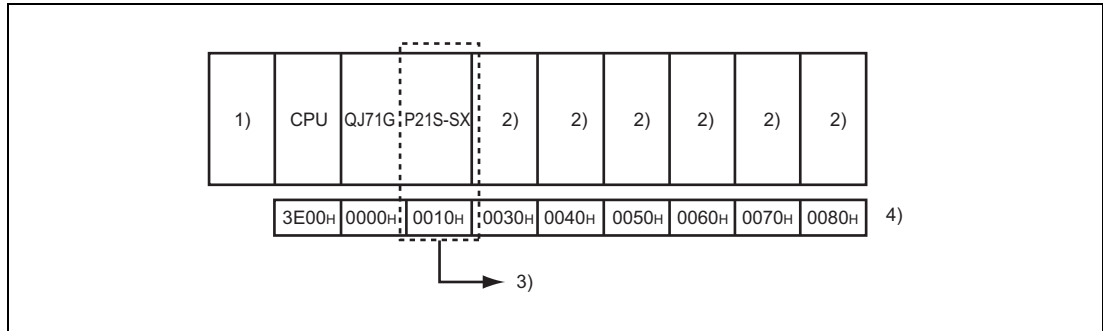 1) CPU QJ71G P21S-SX 2) 2) 2) 2) 2) 2)
3E00H 0000H 0010H 0030H 0040H 0050H 0060H 0070H 0080H 4)
3)